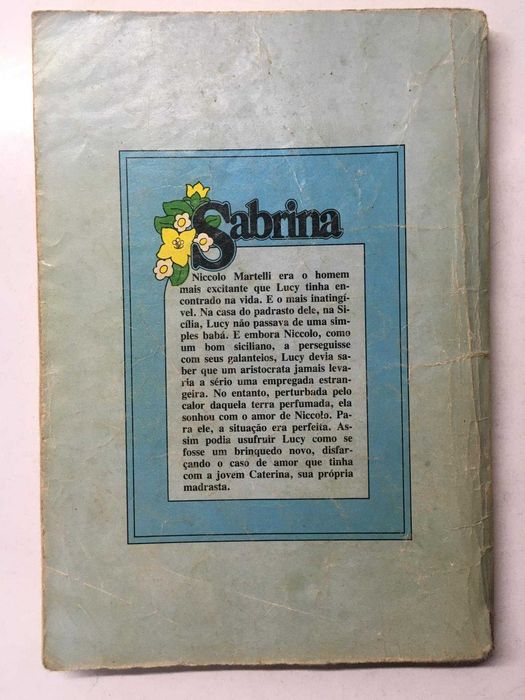 Sabrina
Niccolo Martelli era o homem
mais excitante que Lucy tinha en-
contrado na vida. E o mais inatingí-
vel. Na casa do padrasto dele, na Si-
cília, Lucy não passava de uma sim-
ples babá. E embora Niccolo, como
um bom siciliano, a perseguisse
com seus galanteios, Lucy devia sa-
ber que um aristocrata jamais leva-
ria a sério uma empregada estran-
geira. No entanto, perturbada pelo
calor daquela terra perfumada, ela
sonhou com o amor de Niccolo. Pa-
ra ele, a situação era perfeita. As-
sim podia usufruir Lucy como se
fosse um brinquedo novo, disfar-
çando o caso de amor que tinha
com a jovem Caterina, sua própria
madrasta.